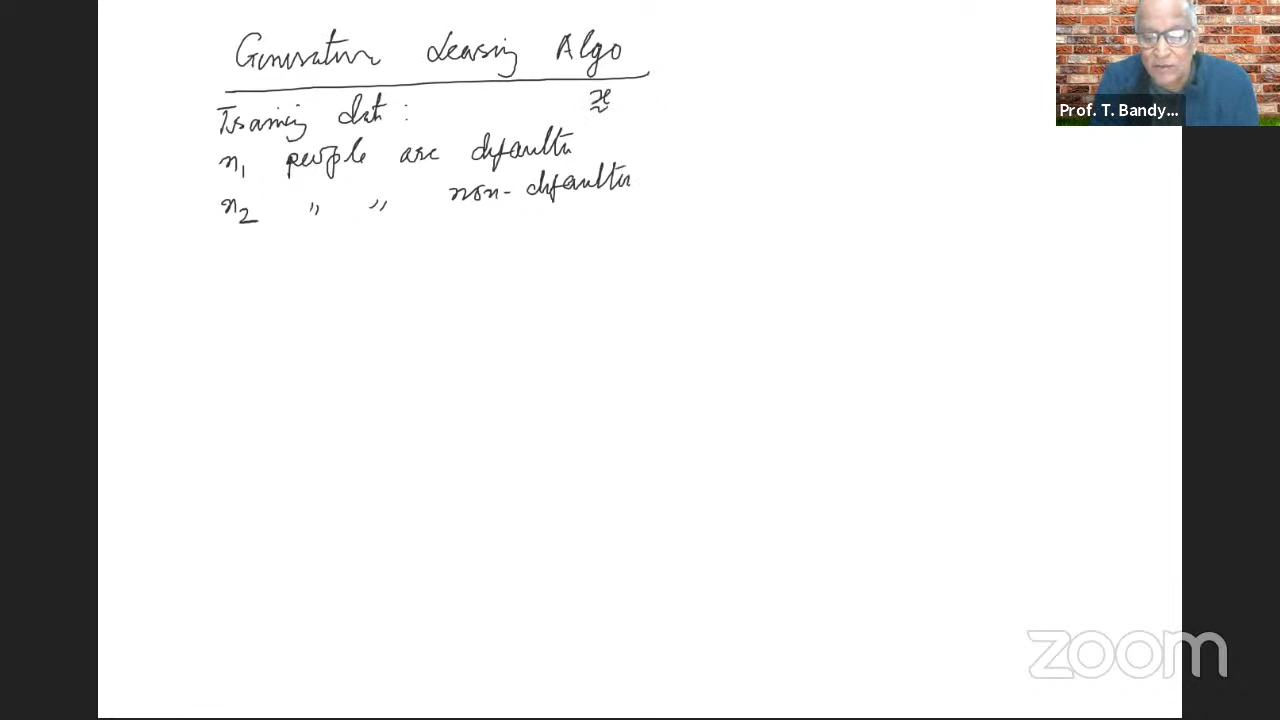 Generative Learning Algo
Training data : x
n1 people are defaulter
n2 " " non-defaulter
Prof. T. Bandy...
zoom